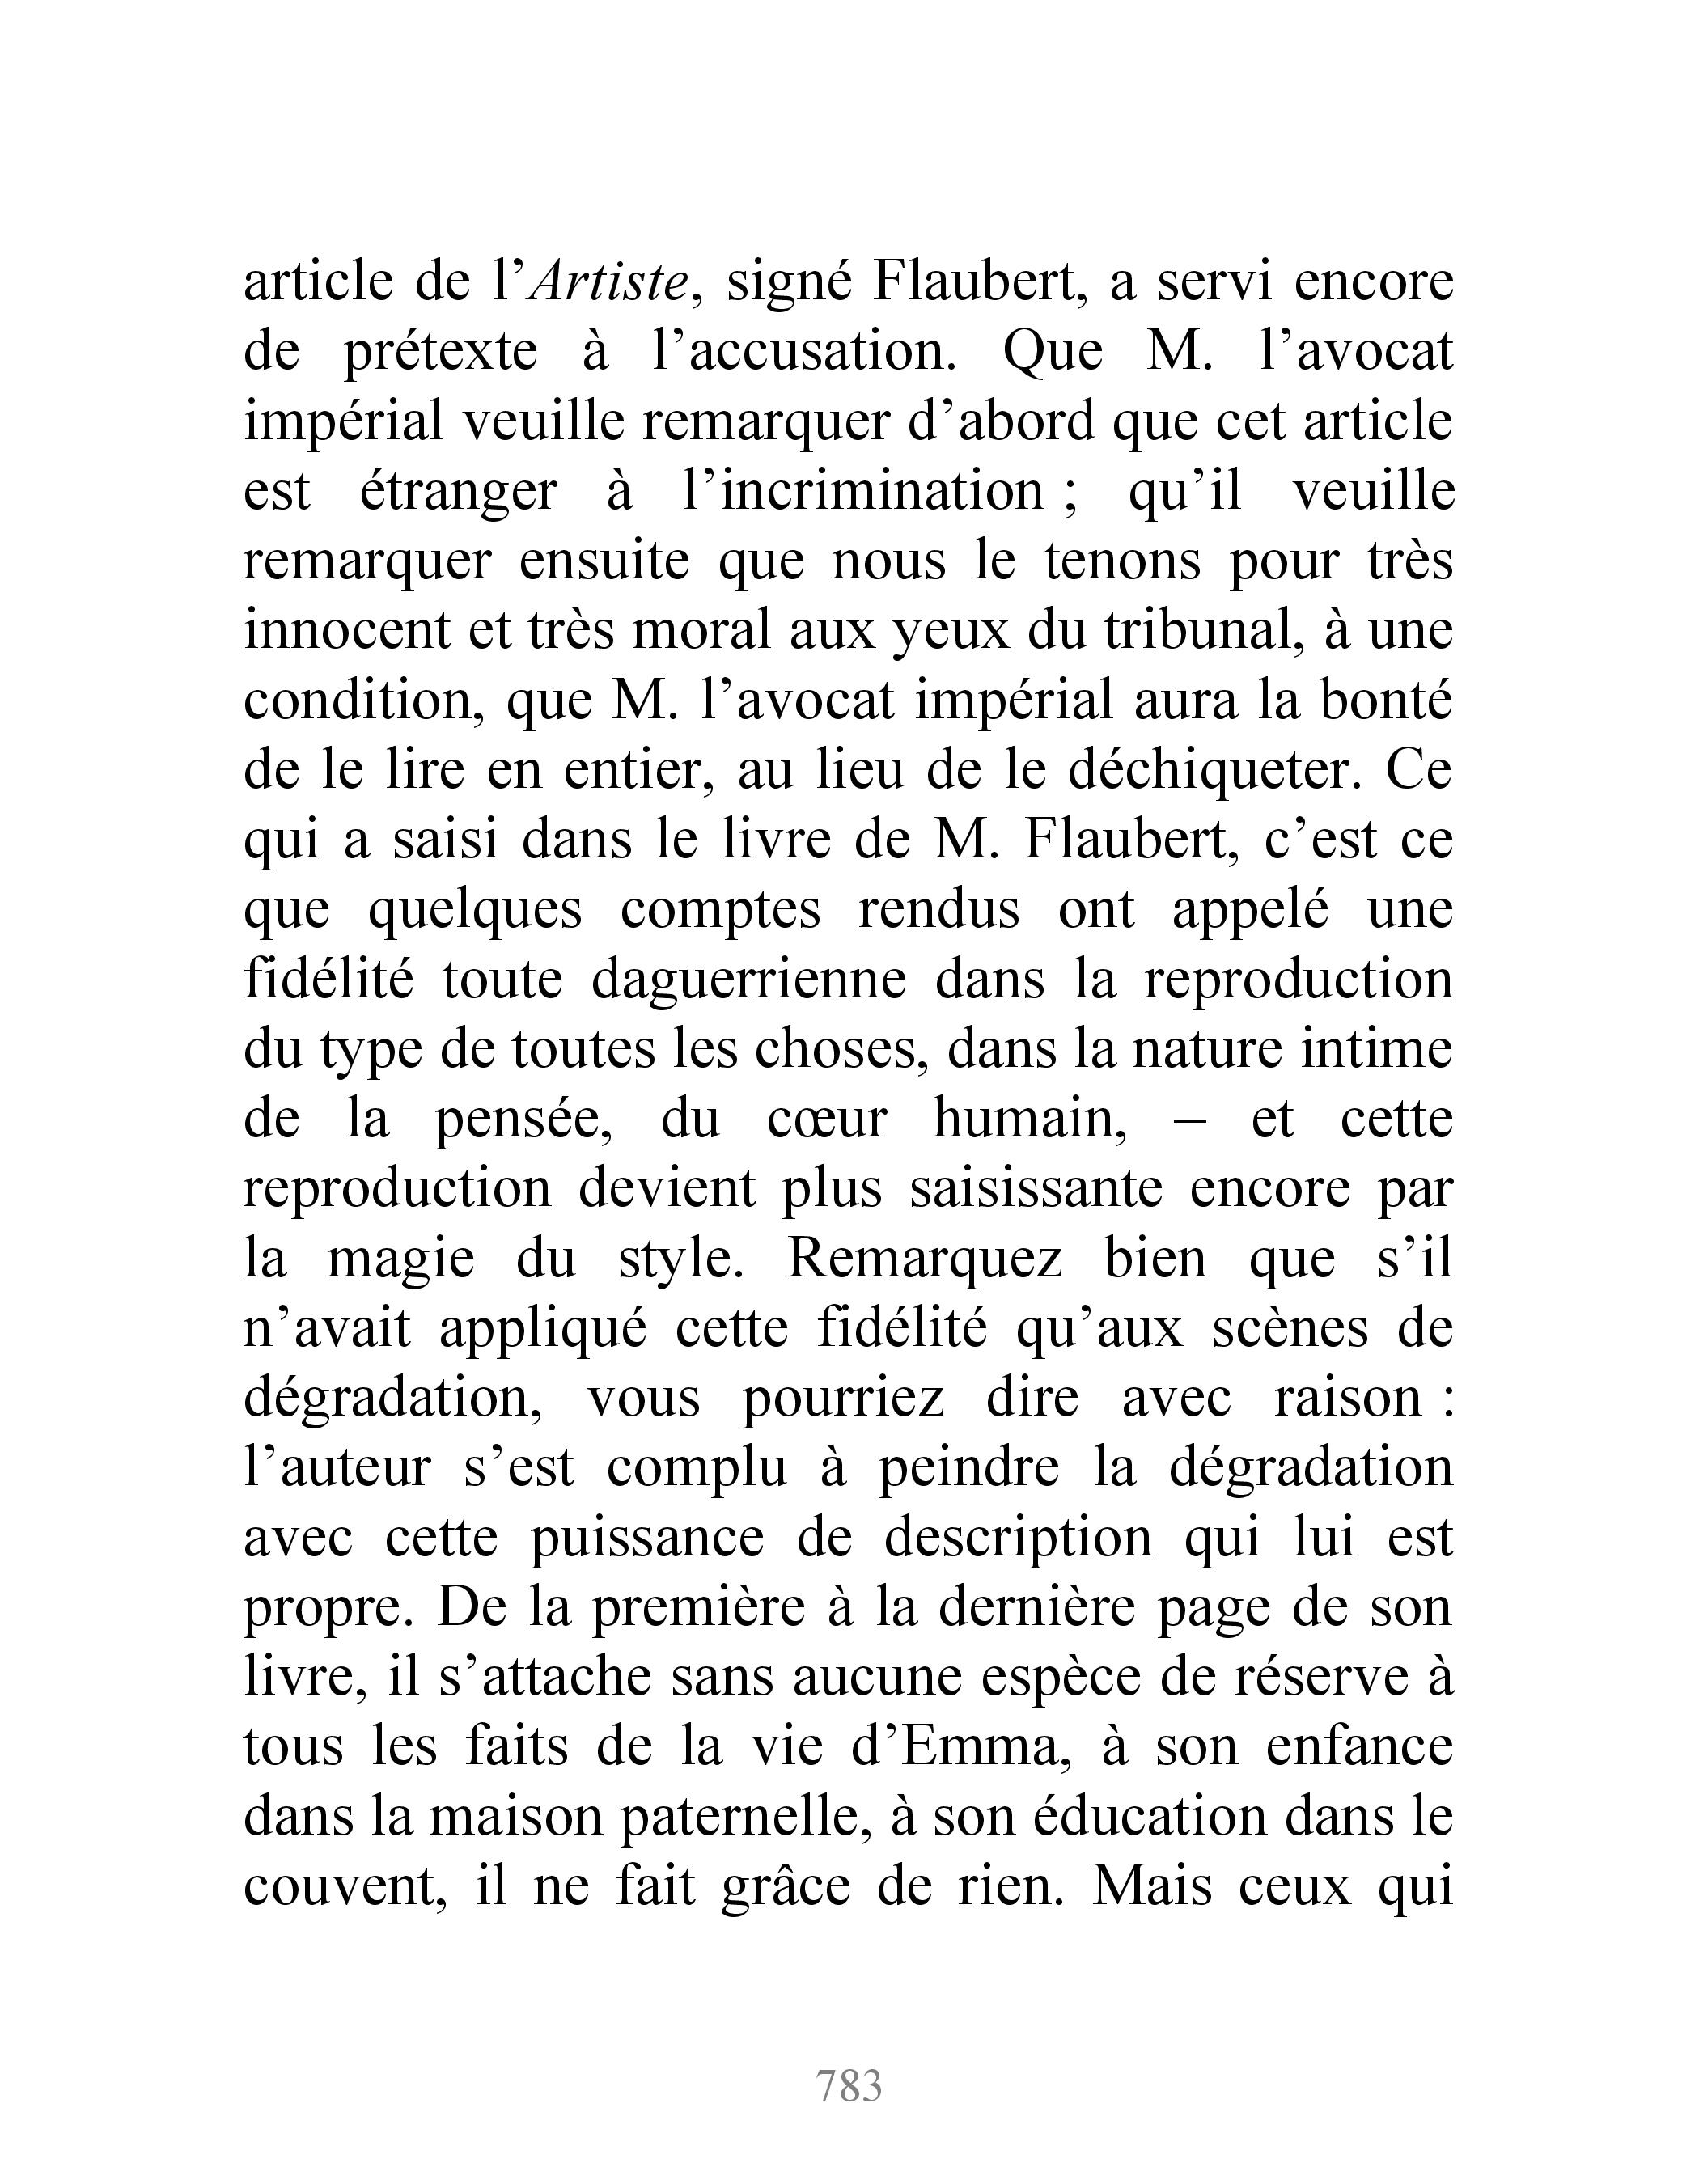 article de l’Artiste, signé Flaubert, a servi encore
de prétexte à l’accusation. Que M. l’avocat
impérial veuille remarquer d’abord que cet article
est étranger à l’incrimination ; qu’il veuille
remarquer ensuite que nous le tenons pour très
innocent et très moral aux yeux du tribunal, à une
condition, que M. l’avocat impérial aura la bonté
de le lire en entier, au lieu de le déchiqueter. Ce
qui a saisi dans le livre de M. Flaubert, c’est ce
que quelques comptes rendus ont appelé une
fidélité toute daguerrienne dans la reproduction
du type de toutes les choses, dans la nature intime
de la pensée, du cœur humain, – et cette
reproduction devient plus saisissante encore par
la magie du style. Remarquez bien que s’il
n’avait appliqué cette fidélité qu’aux scènes de
dégradation, vous pourriez dire avec raison :
l’auteur s’est complu à peindre la dégradation
avec cette puissance de description qui lui est
propre. De la première à la dernière page de son
livre, il s’attache sans aucune espèce de réserve à
tous les faits de la vie d’Emma, à son enfance
dans la maison paternelle, à son éducation dans le
couvent, il ne fait grâce de rien. Mais ceux qui
783